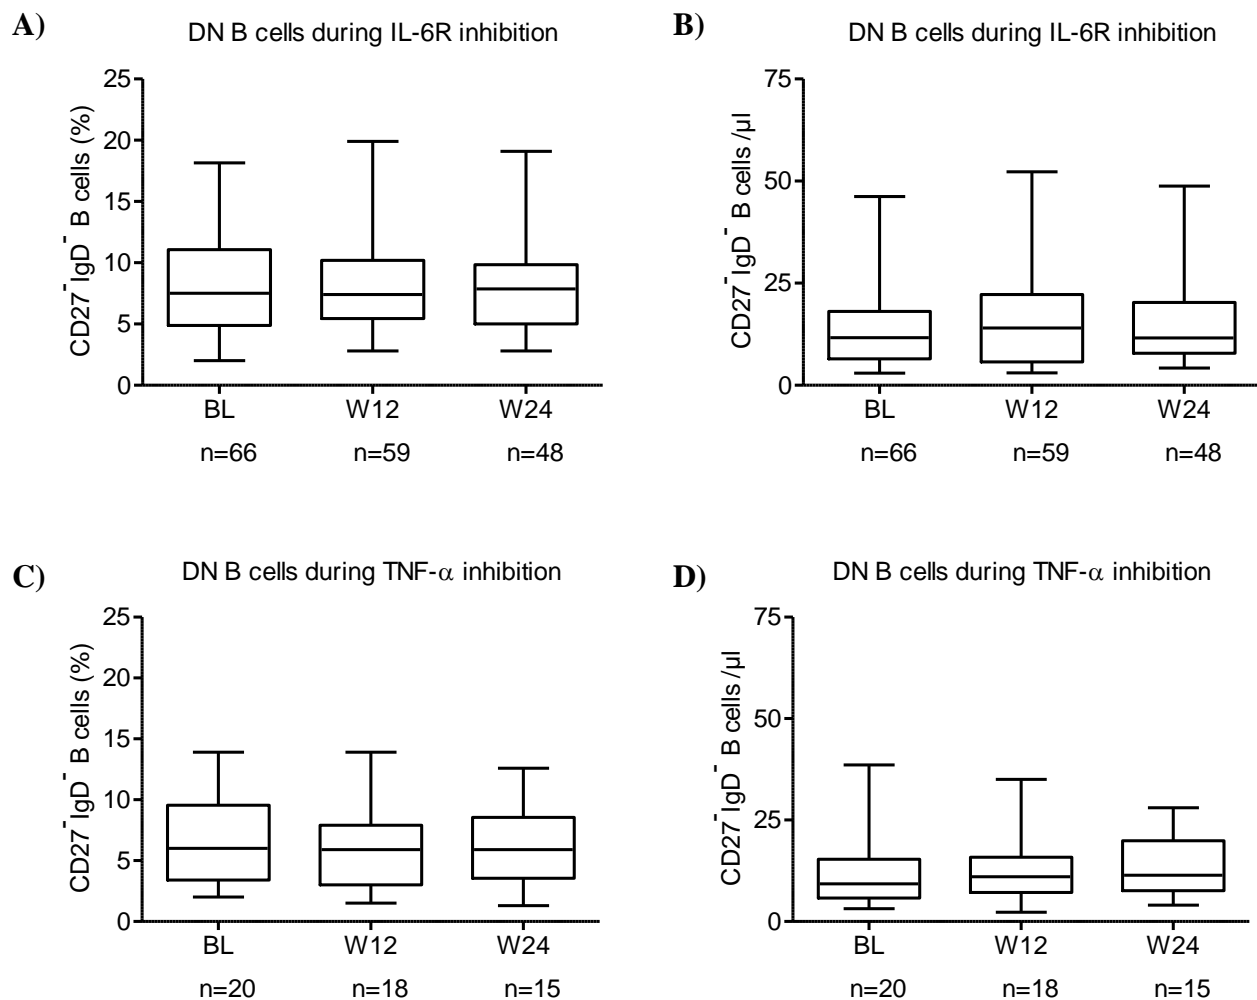 A)
DN B cells during IL-6R inhibition
CD27⁻IgD⁻ B cells (%)
25
20
15
10
5
0
BL W12 W24
n=66 n=59 n=48
B)
DN B cells during IL-6R inhibition
CD27⁻IgD⁻ B cells /µl
75
50
25
0
BL W12 W24
n=66 n=59 n=48
C)
DN B cells during TNF-α inhibition
CD27⁻IgD⁻ B cells (%)
25
20
15
10
5
0
BL W12 W24
n=20 n=18 n=15
D)
DN B cells during TNF-α inhibition
CD27⁻IgD⁻ B cells /µl
75
50
25
0
BL W12 W24
n=20 n=18 n=15